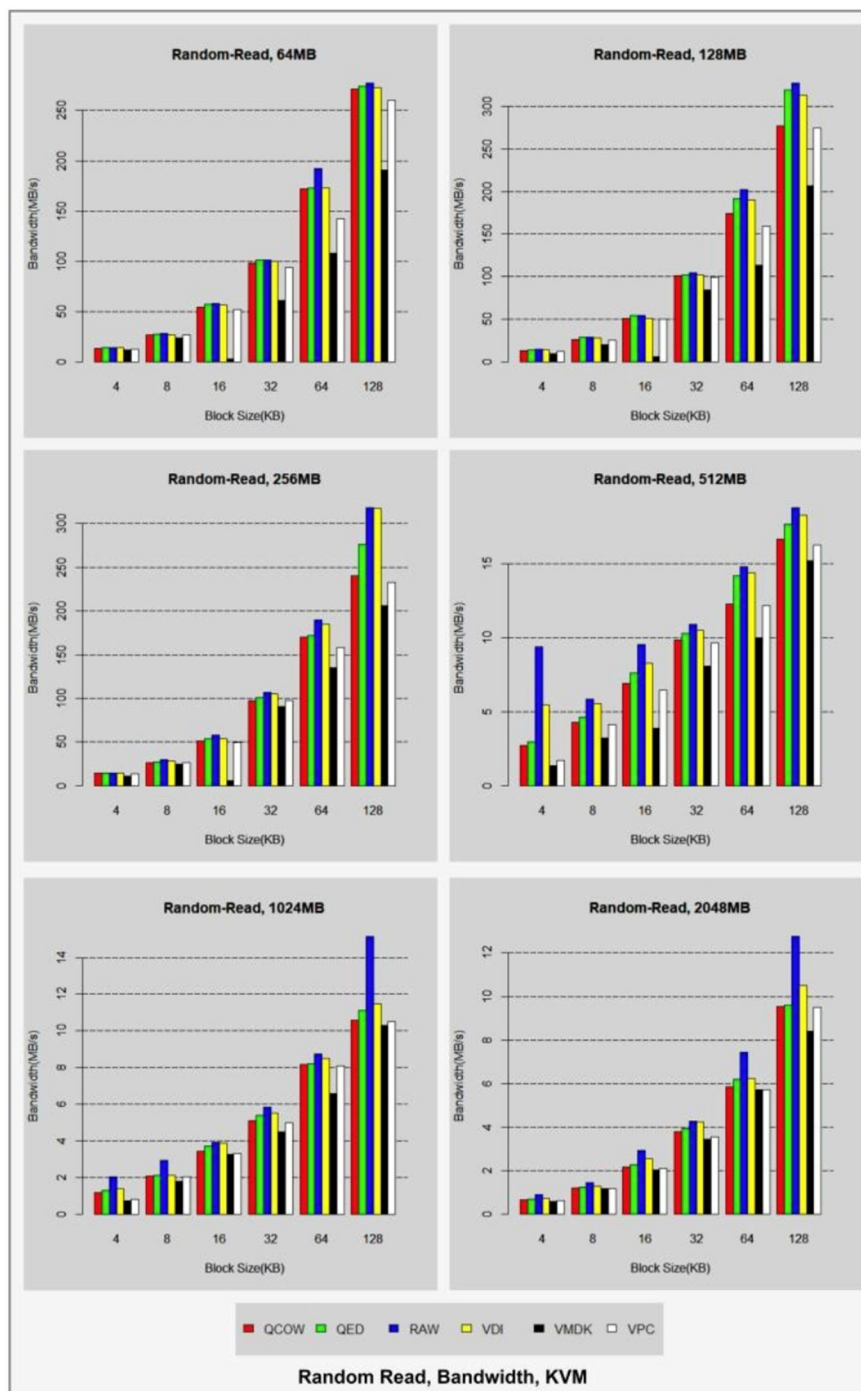 Random-Read, 64MB
Bandwidth(MB/s)
0 50 100 150 200 250
4 8 16 32 64 128
Block Size(KB)
Random-Read, 128MB
Bandwidth(MB/s)
0 50 100 150 200 250 300
4 8 16 32 64 128
Block Size(KB)
Random-Read, 256MB
Bandwidth(MB/s)
0 50 100 150 200 250 300
4 8 16 32 64 128
Block Size(KB)
Random-Read, 512MB
Bandwidth(MB/s)
0 5 10 15
4 8 16 32 64 128
Block Size(KB)
Random-Read, 1024MB
Bandwidth(MB/s)
0 2 4 6 8 10 12 14
4 8 16 32 64 128
Block Size(KB)
Random-Read, 2048MB
Bandwidth(MB/s)
0 2 4 6 8 10 12
4 8 16 32 64 128
Block Size(KB)
QCOW QED RAW VDI VMDK VPC
Random Read, Bandwidth, KVM